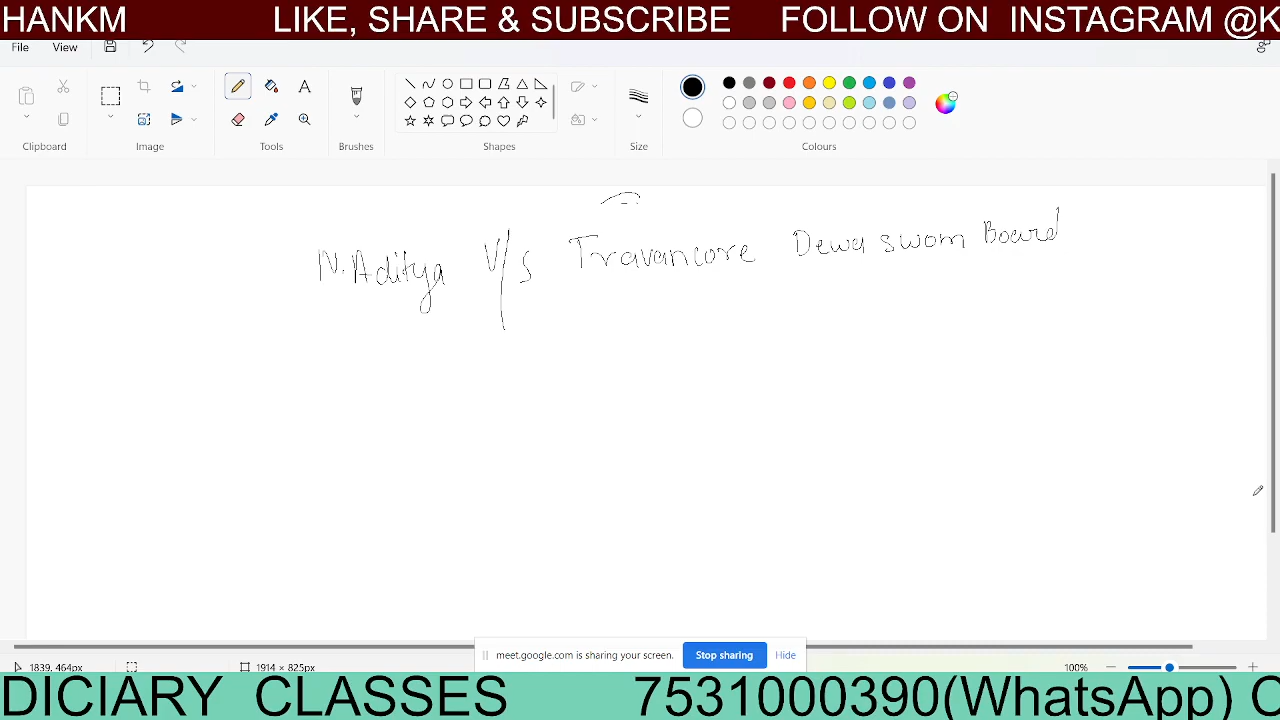 HANKM LIKE, SHARE & SUBSCRIBE FOLLOW ON INSTAGRAM @K
File View
Clipboard Image Tools Brushes Shapes Size Colours
N. Aditya V/s Travancore Dewa swom Board
meet.google.com is sharing your screen. Stop sharing Hide
1839, 464px 1914 × 825px 100%
DICIARY CLASSES 7531000390(WhatsApp) C